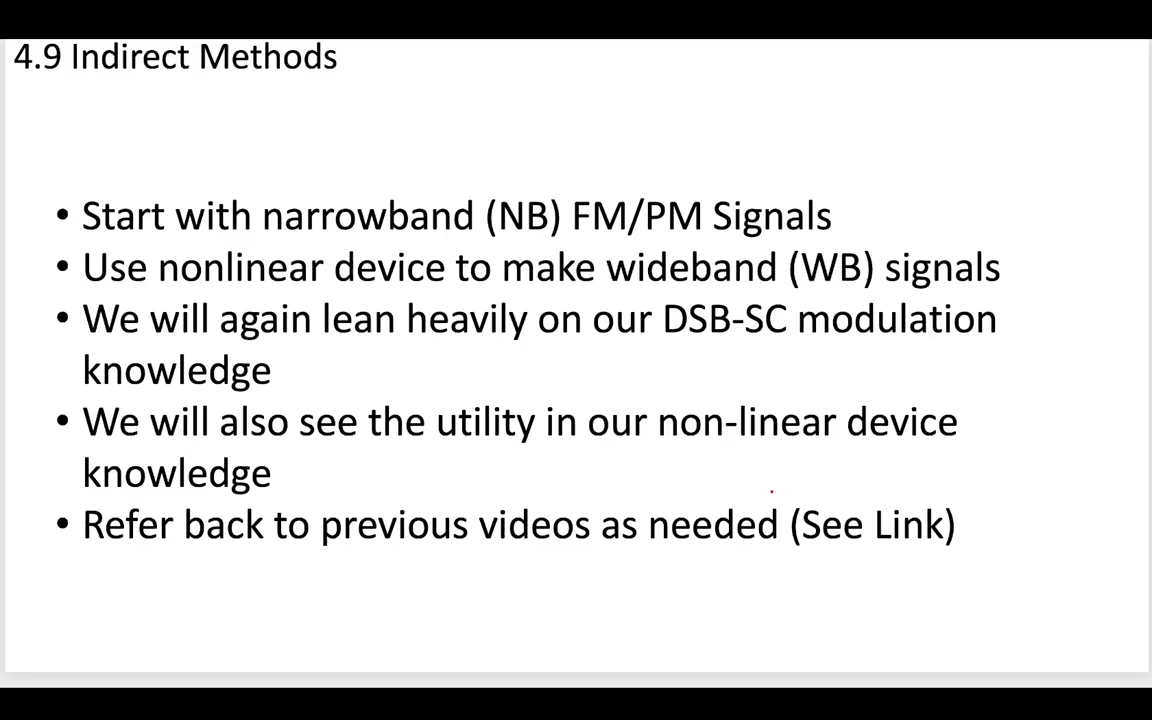 4.9 Indirect Methods
• Start with narrowband (NB) FM/PM Signals
• Use nonlinear device to make wideband (WB) signals
• We will again lean heavily on our DSB-SC modulation
knowledge
• We will also see the utility in our non-linear device
knowledge
• Refer back to previous videos as needed (See Link)